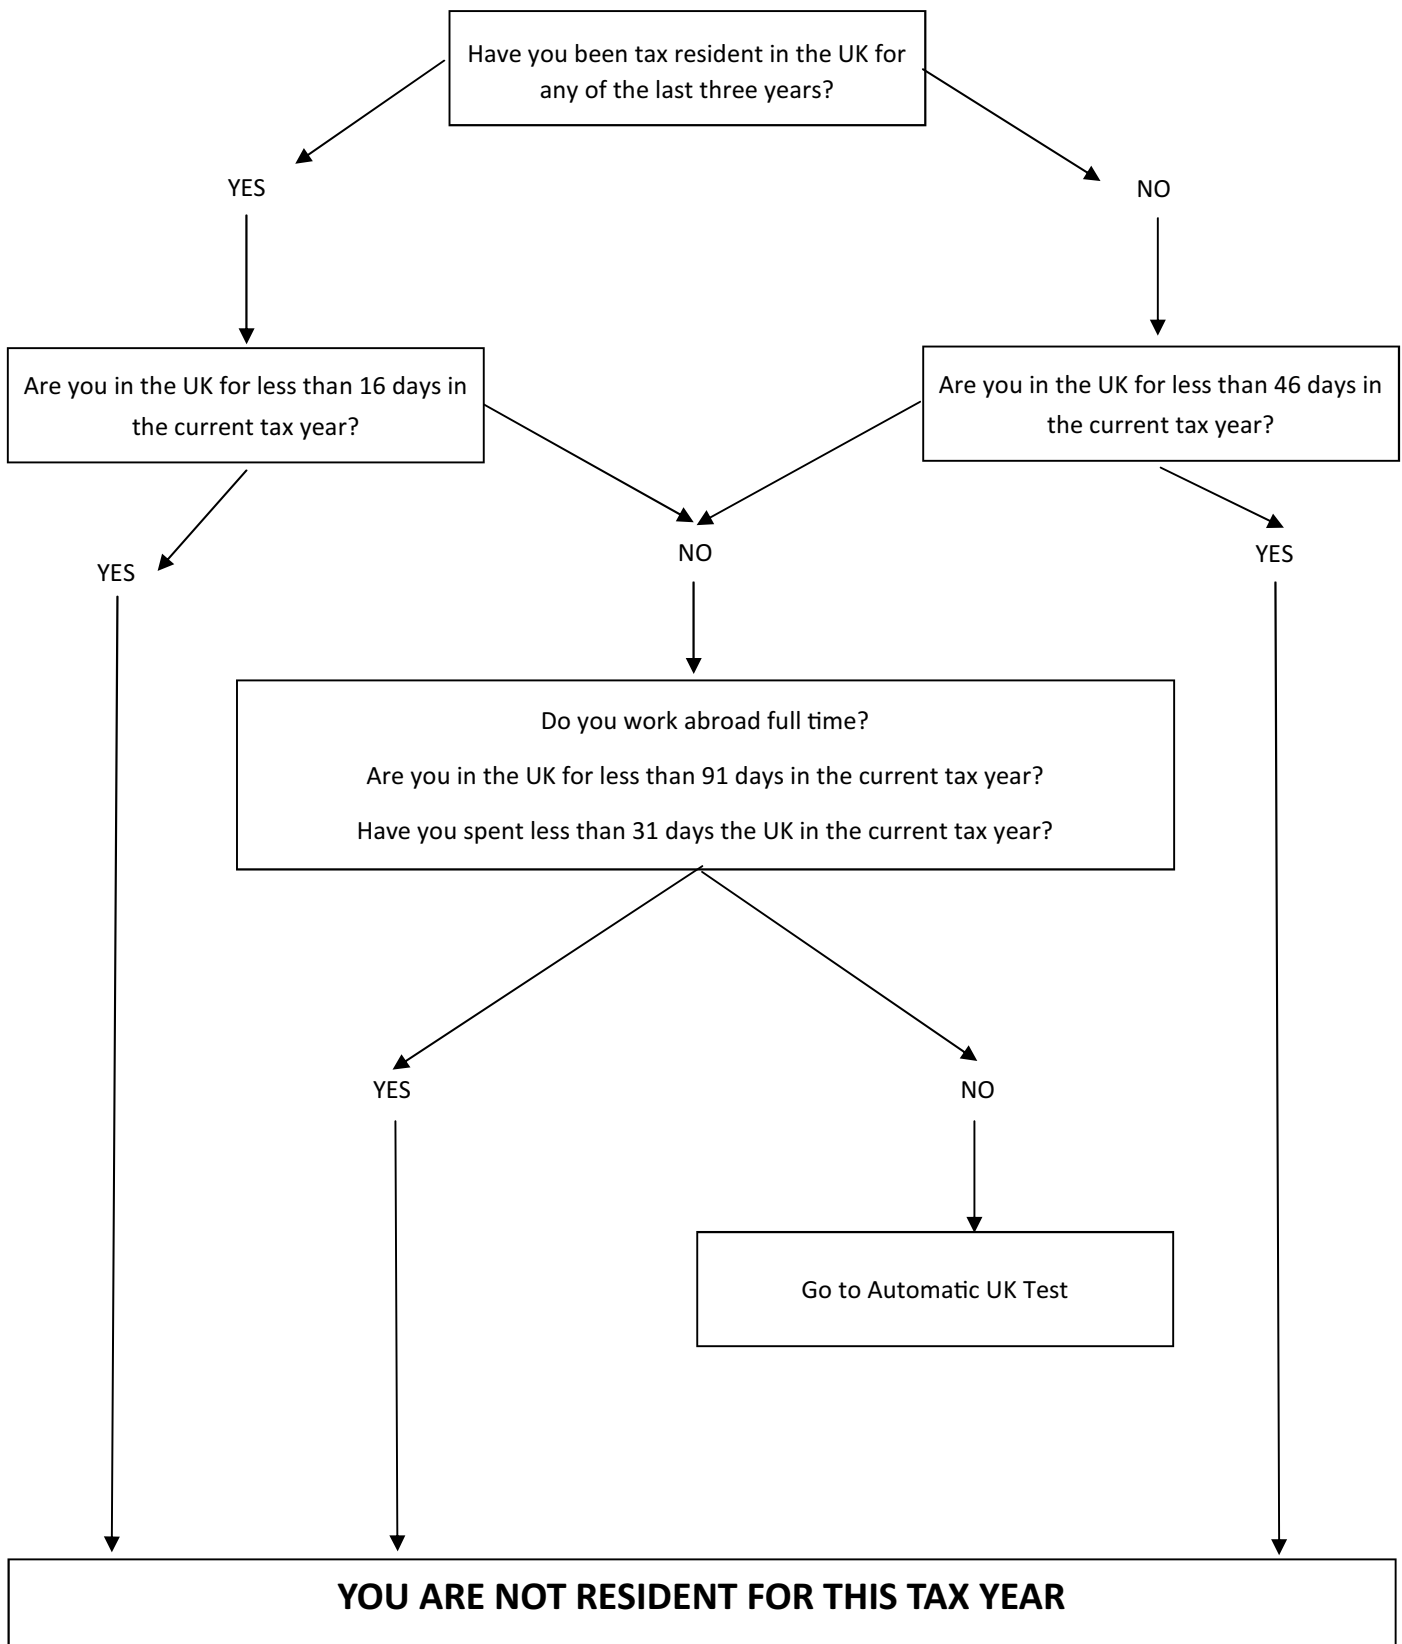 Have you been tax resident in the UK for
any of the last three years?
YES
NO
Are you in the UK for less than 16 days in
the current tax year?
Are you in the UK for less than 46 days in
the current tax year?
YES
NO
YES
Do you work abroad full time?
Are you in the UK for less than 91 days in the current tax year?
Have you spent less than 31 days the UK in the current tax year?
YES
NO
Go to Automatic UK Test
YOU ARE NOT RESIDENT FOR THIS TAX YEAR